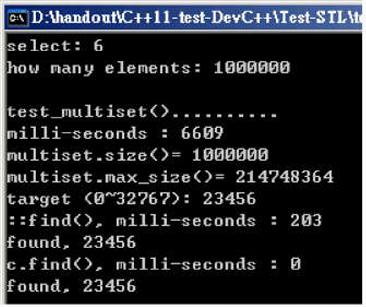 D:\handout\C++11-test-DevC++\Test-STL\t
select: 6
how many elements: 1000000
test_multiset()..........
milli-seconds : 6609
multiset.size()= 1000000
multiset.max_size()= 214748364
target (0~32767): 23456
::find(), milli-seconds : 203
found, 23456
c.find(), milli-seconds : 0
found, 23456